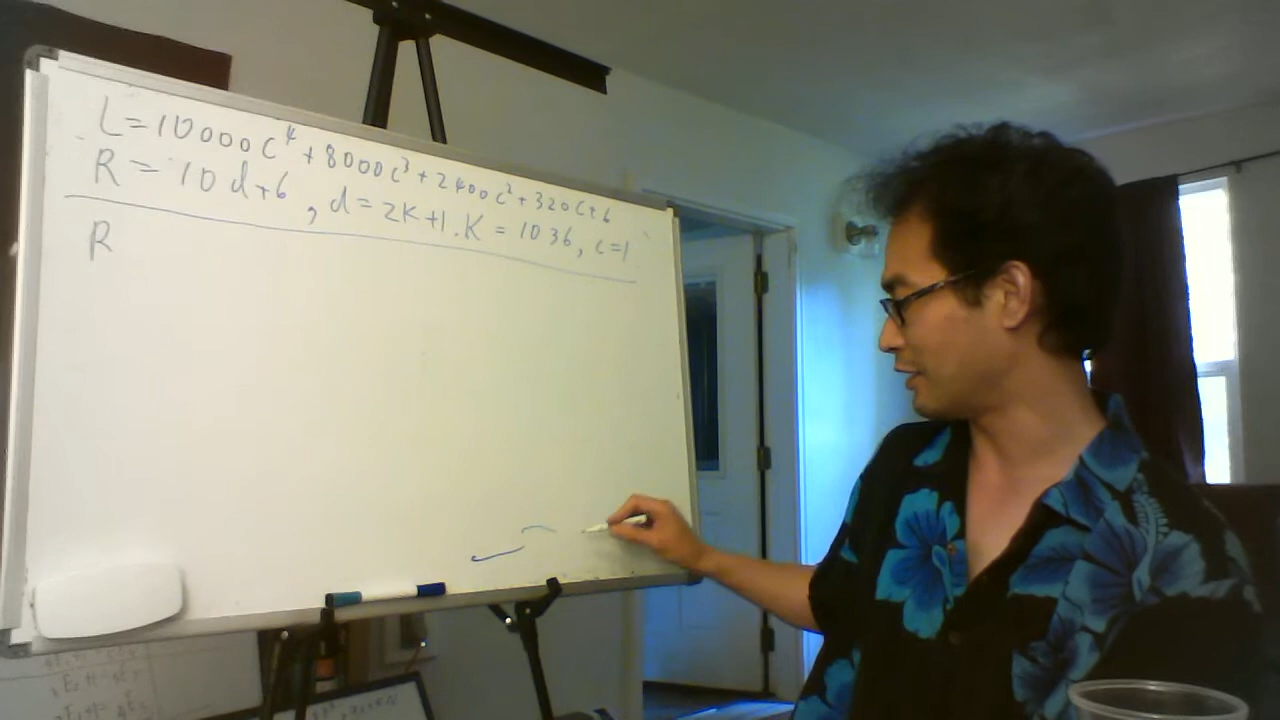 L=10000c⁴+8000c³+2400c²+320c+6
R=10d+6, d=2K+1. K=1036, c=1
R